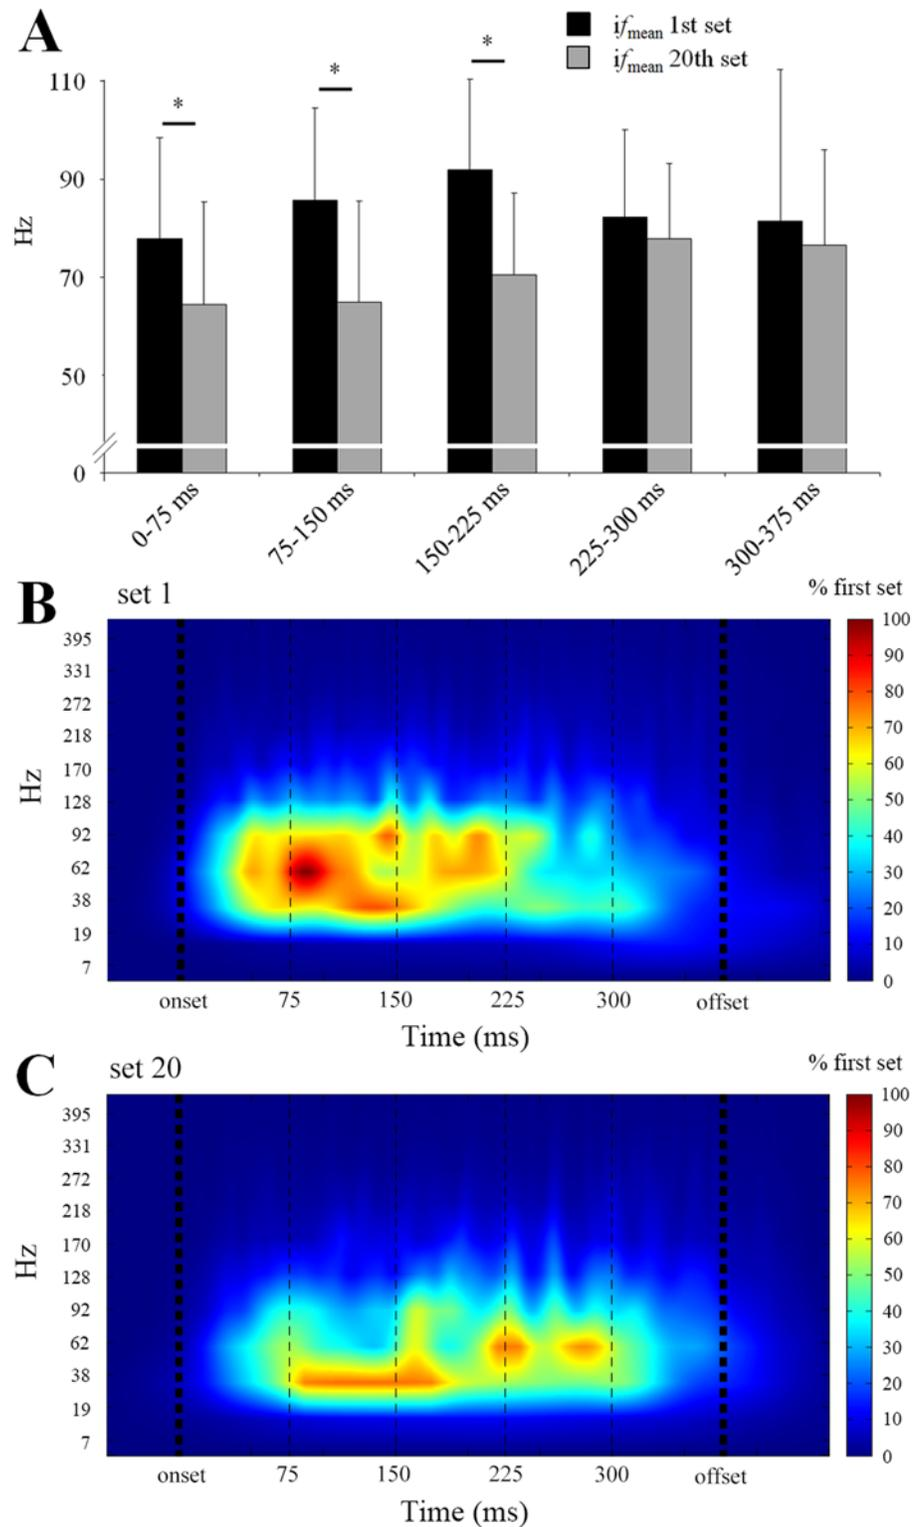 A
if mean 1st set
if mean 20th set
*
*
*
110
90
70
50
0
Hz
0-75 ms
75-150 ms
150-225 ms
225-300 ms
300-375 ms
B
set 1
% first set
395
331
272
218
170
128
92
62
38
19
7
Hz
100
90
80
70
60
50
40
30
20
10
0
onset
75
150
225
300
offset
Time (ms)
C
set 20
% first set
395
331
272
218
170
128
92
62
38
19
7
Hz
100
90
80
70
60
50
40
30
20
10
0
onset
75
150
225
300
offset
Time (ms)